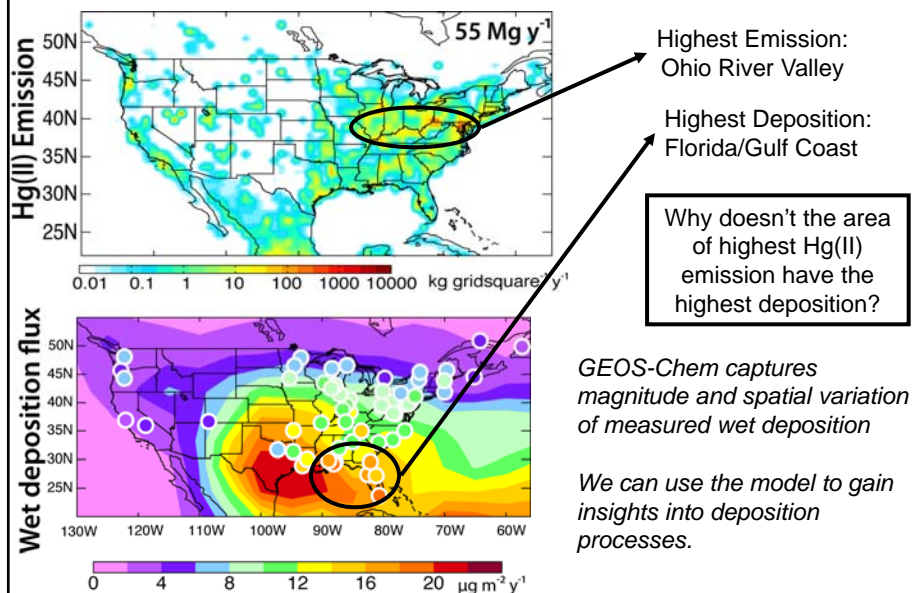 55 Mg y⁻¹
Hg(II) Emission
50N
45N
40N
35N
30N
25N
0.01 0.1 1 10 100 1000 10000
kg gridsquare⁻¹ y⁻¹
Highest Emission:
Ohio River Valley
Highest Deposition:
Florida/Gulf Coast
Why doesn’t the area
of highest Hg(II)
emission have the
highest deposition?
Wet deposition flux
50N
45N
40N
35N
30N
25N
130W 120W 110W 100W 90W 80W 70W 60W
0 4 8 12 16 20 µg m⁻² y⁻¹
GEOS-Chem captures
magnitude and spatial variation
of measured wet deposition
We can use the model to gain
insights into deposition
processes.